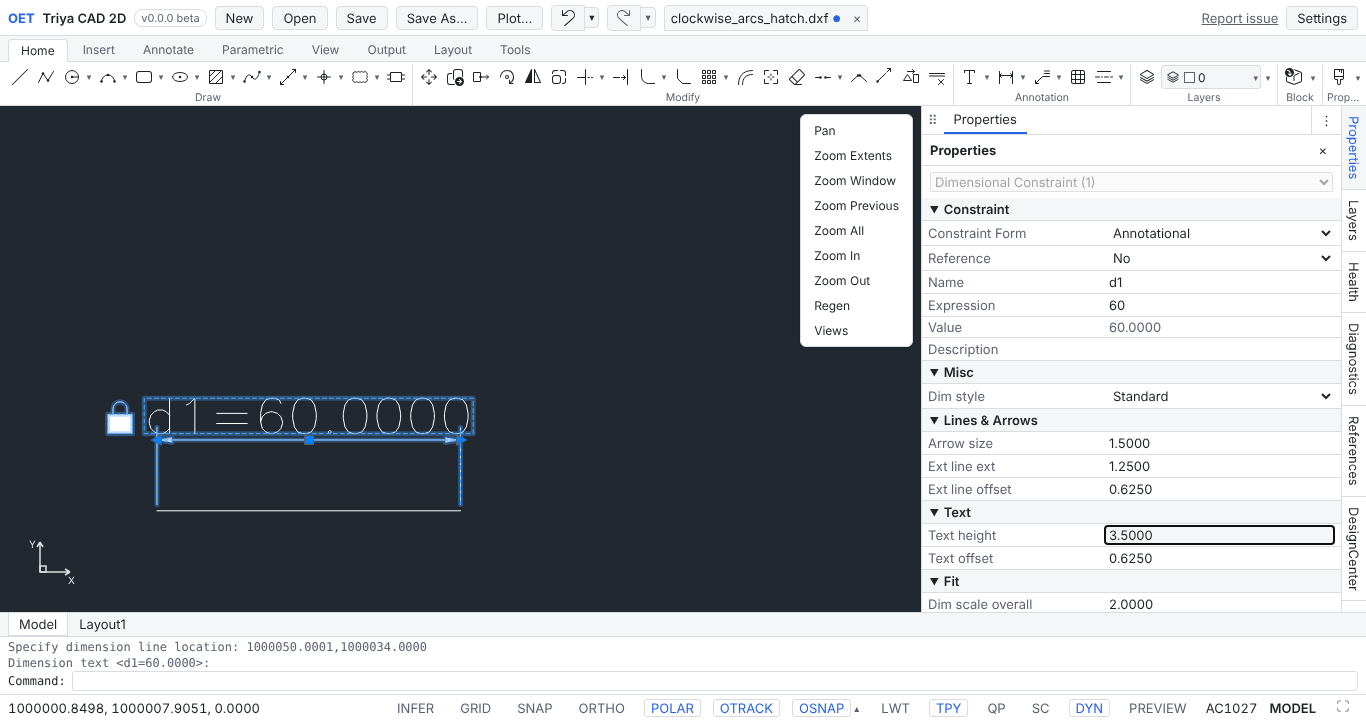 OET Triya CAD 2D v0.0.0 beta New Open Save Save As... Plot... clockwise_arcs_hatch.dxf × Report issue Settings
Home Insert Annotate Parametric View Output Layout Tools
0
Draw Modify Annotation Layers Block Prop...
Pan
Zoom Extents
Zoom Window
Zoom Previous
Zoom All
Zoom In
Zoom Out
Regen
Views
d1=60.0000
Y
X
Properties
Properties ×
Dimensional Constraint (1)
Constraint
Constraint Form Annotational
Reference No
Name d1
Expression 60
Value 60.0000
Description
Misc
Dim style Standard
Lines & Arrows
Arrow size 1.5000
Ext line ext 1.2500
Ext line offset 0.6250
Text
Text height 3.5000
Text offset 0.6250
Fit
Dim scale overall 2.0000
Properties
Layers
Health
Diagnostics
References
DesignCenter
Model Layout1
Specify dimension line location: 1000050.0001,1000034.0000
Dimension text <d1=60.0000>:
Command:
1000000.8498, 1000007.9051, 0.0000 INFER GRID SNAP ORTHO POLAR OTRACK OSNAP LWT TPY QP SC DYN PREVIEW AC1027 MODEL